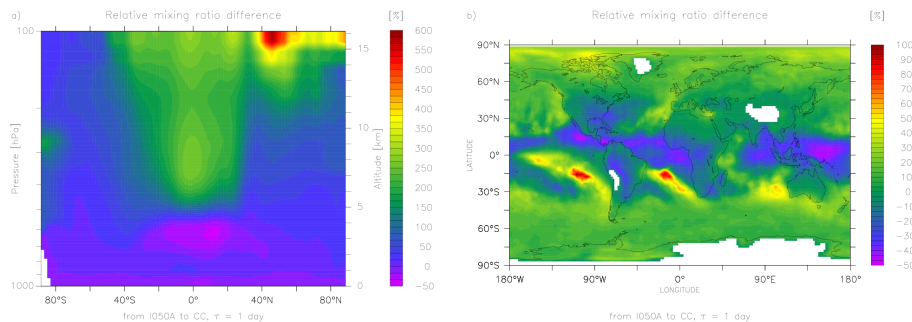 a) Relative mixing ratio difference [%]
100
1000
Pressure [hPa]
80°S 40°S 0° 40°N 80°N
15
10
5
0
Altitude [km]
600
550
500
450
400
350
300
250
200
150
100
50
0
−50
from I050A to CC, τ = 1 day
b) Relative mixing ratio difference [%]
90°N
60°N
30°N
0°
30°S
60°S
90°S
LATITUDE
180°W 90°W 0° 90°E 180°
LONGITUDE
100
90
80
70
60
50
40
30
20
10
0
−10
−20
−30
−40
−50
from I050A to CC, τ = 1 day